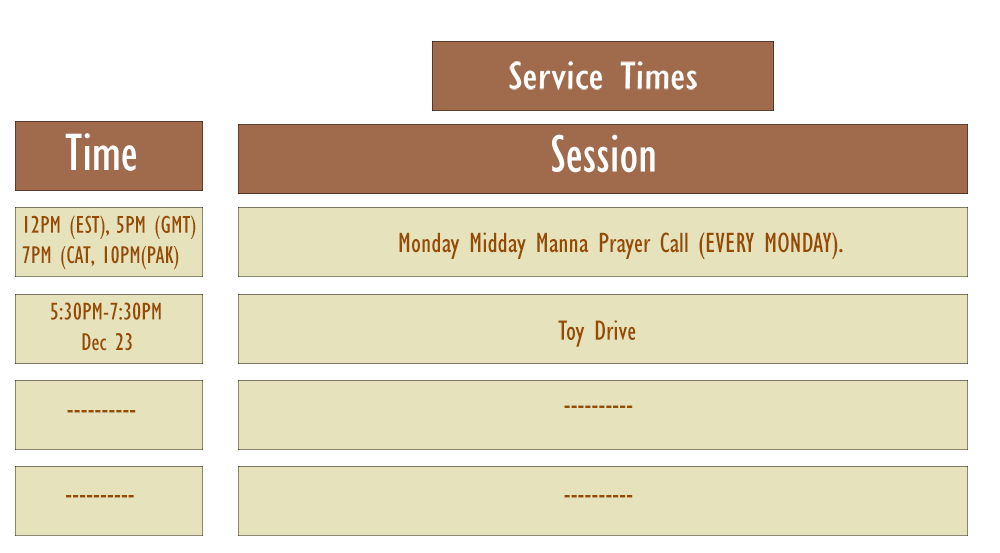 Service Times
Time
Session
12PM (EST), 5PM (GMT)
7PM (CAT, 10PM(PAK)
Monday Midday Manna Prayer Call (EVERY MONDAY).
5:30PM-7:30PM
Dec 23
Toy Drive
----------
----------
----------
----------